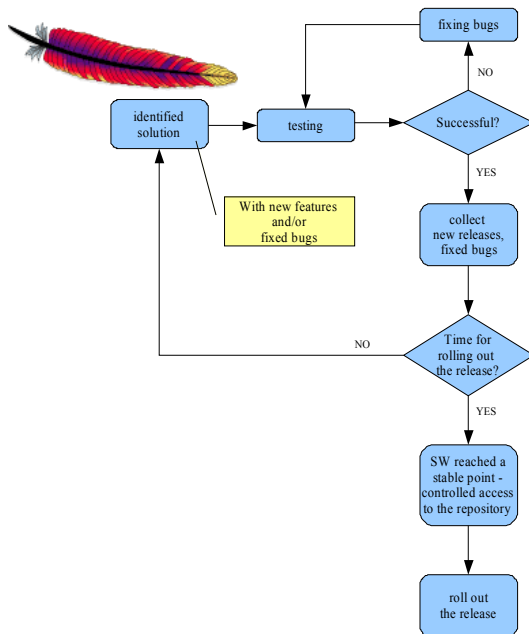 fixing bugs
NO
identified
solution
testing
Successful?
YES
With new features
and/or
fixed bugs
collect
new releases,
fixed bugs
Time for
rolling out
the release?
NO
YES
SW reached a
stable point -
controlled access
to the repository
roll out
the release